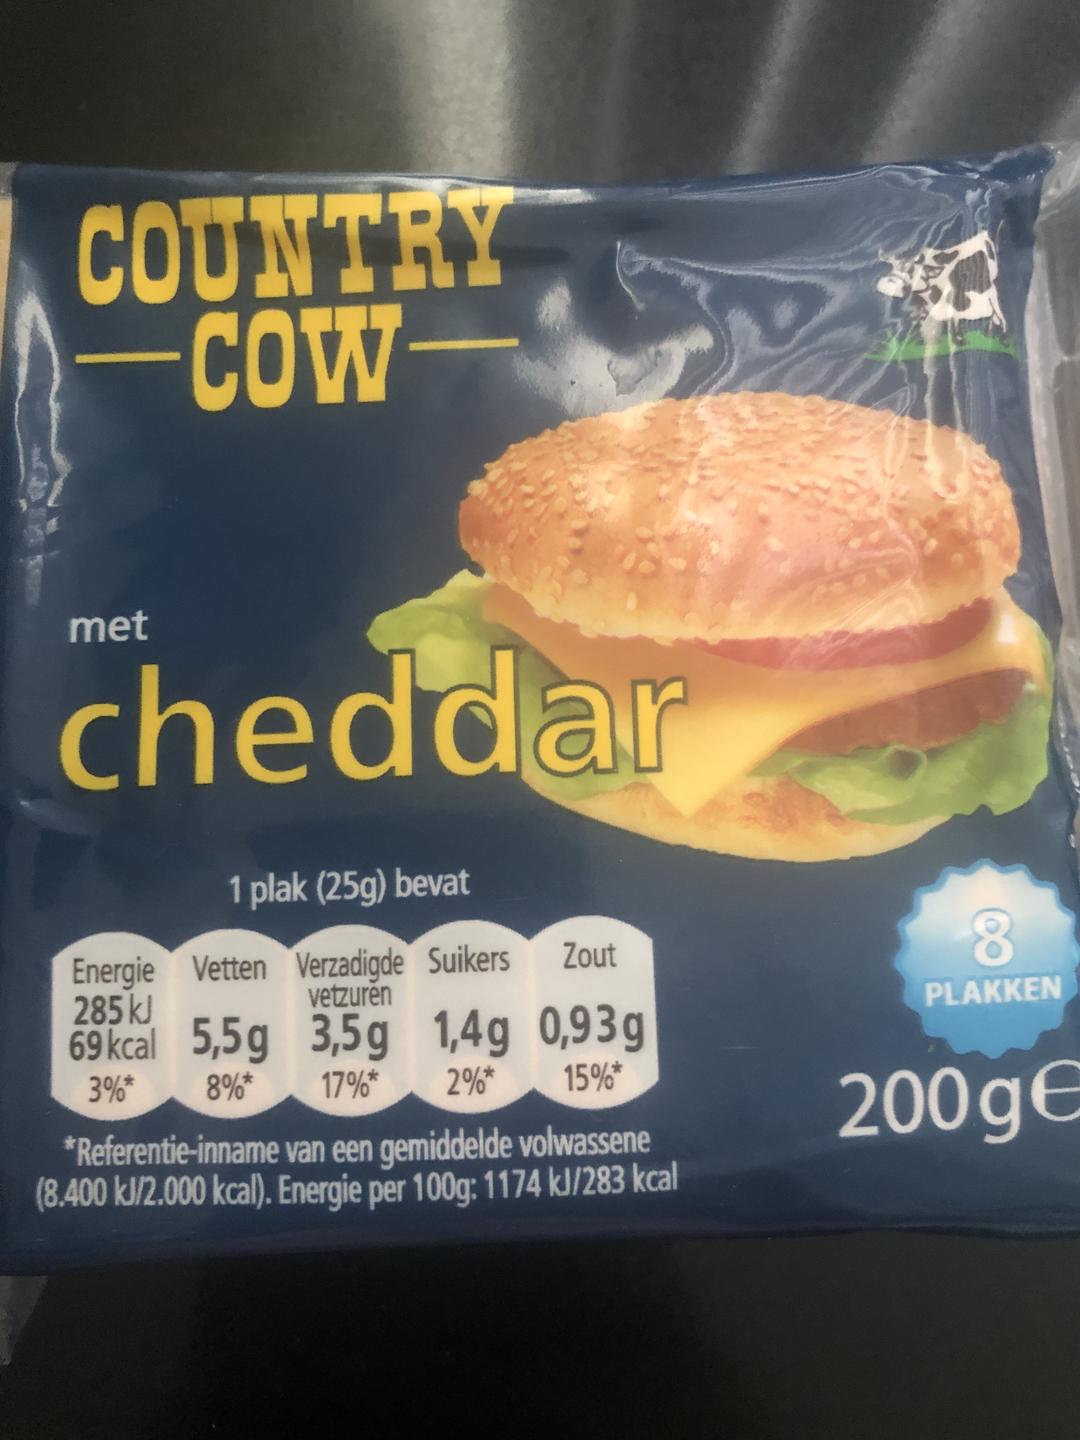 COUNTRY
COW
met
cheddar
1 plak (25g) bevat
Energie
285 kJ
69 kcal
3%*
Vetten
5,5g
8%*
Verzadigde
vetzuren
3,5g
17%*
Suikers
1,4g
2%*
Zout
0,93g
15%*
*Referentie-inname van een gemiddelde volwassene
(8.400 kJ/2.000 kcal). Energie per 100g: 1174 kJ/283 kcal
8
PLAKKEN
200g℮